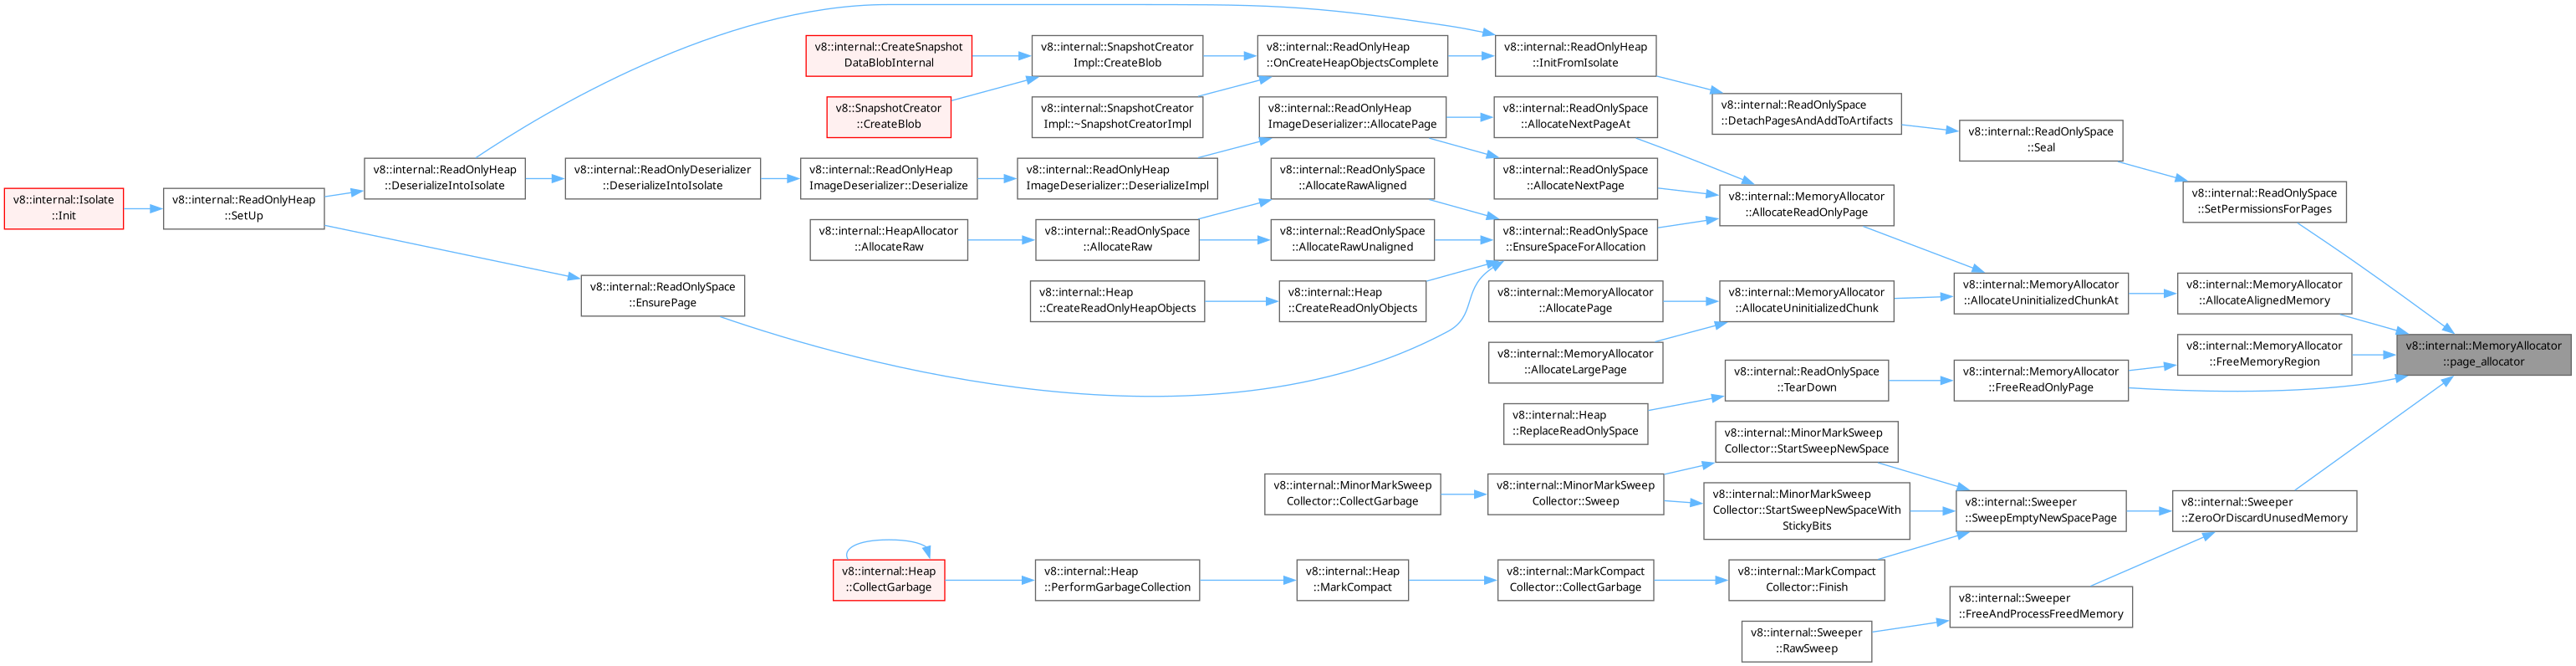 v8::internal::Isolate
::Init
v8::internal::ReadOnlyHeap
::SetUp
v8::internal::ReadOnlyHeap
::DeserializeIntoIsolate
v8::internal::ReadOnlySpace
::EnsurePage
v8::internal::ReadOnlyDeserializer
::DeserializeIntoIsolate
v8::internal::CreateSnapshot
DataBlobInternal
v8::SnapshotCreator
::CreateBlob
v8::internal::ReadOnlyHeap
ImageDeserializer::Deserialize
v8::internal::HeapAllocator
::AllocateRaw
v8::internal::Heap
::CollectGarbage
v8::internal::SnapshotCreator
Impl::CreateBlob
v8::internal::SnapshotCreator
Impl::~SnapshotCreatorImpl
v8::internal::ReadOnlyHeap
ImageDeserializer::DeserializeImpl
v8::internal::ReadOnlySpace
::AllocateRaw
v8::internal::Heap
::CreateReadOnlyHeapObjects
v8::internal::Heap
::PerformGarbageCollection
v8::internal::ReadOnlyHeap
::OnCreateHeapObjectsComplete
v8::internal::ReadOnlyHeap
ImageDeserializer::AllocatePage
v8::internal::ReadOnlySpace
::AllocateRawAligned
v8::internal::ReadOnlySpace
::AllocateRawUnaligned
v8::internal::Heap
::CreateReadOnlyObjects
v8::internal::MinorMarkSweep
Collector::CollectGarbage
v8::internal::Heap
::MarkCompact
v8::internal::ReadOnlyHeap
::InitFromIsolate
v8::internal::ReadOnlySpace
::AllocateNextPageAt
v8::internal::ReadOnlySpace
::AllocateNextPage
v8::internal::ReadOnlySpace
::EnsureSpaceForAllocation
v8::internal::MemoryAllocator
::AllocatePage
v8::internal::MemoryAllocator
::AllocateLargePage
v8::internal::Heap
::ReplaceReadOnlySpace
v8::internal::MinorMarkSweep
Collector::Sweep
v8::internal::MarkCompact
Collector::CollectGarbage
v8::internal::ReadOnlySpace
::DetachPagesAndAddToArtifacts
v8::internal::MemoryAllocator
::AllocateReadOnlyPage
v8::internal::MemoryAllocator
::AllocateUninitializedChunk
v8::internal::ReadOnlySpace
::TearDown
v8::internal::MinorMarkSweep
Collector::StartSweepNewSpace
v8::internal::MinorMarkSweep
Collector::StartSweepNewSpaceWith
StickyBits
v8::internal::MarkCompact
Collector::Finish
v8::internal::Sweeper
::RawSweep
v8::internal::ReadOnlySpace
::Seal
v8::internal::MemoryAllocator
::AllocateUninitializedChunkAt
v8::internal::MemoryAllocator
::FreeReadOnlyPage
v8::internal::Sweeper
::SweepEmptyNewSpacePage
v8::internal::Sweeper
::FreeAndProcessFreedMemory
v8::internal::ReadOnlySpace
::SetPermissionsForPages
v8::internal::MemoryAllocator
::AllocateAlignedMemory
v8::internal::MemoryAllocator
::FreeMemoryRegion
v8::internal::Sweeper
::ZeroOrDiscardUnusedMemory
v8::internal::MemoryAllocator
::page_allocator